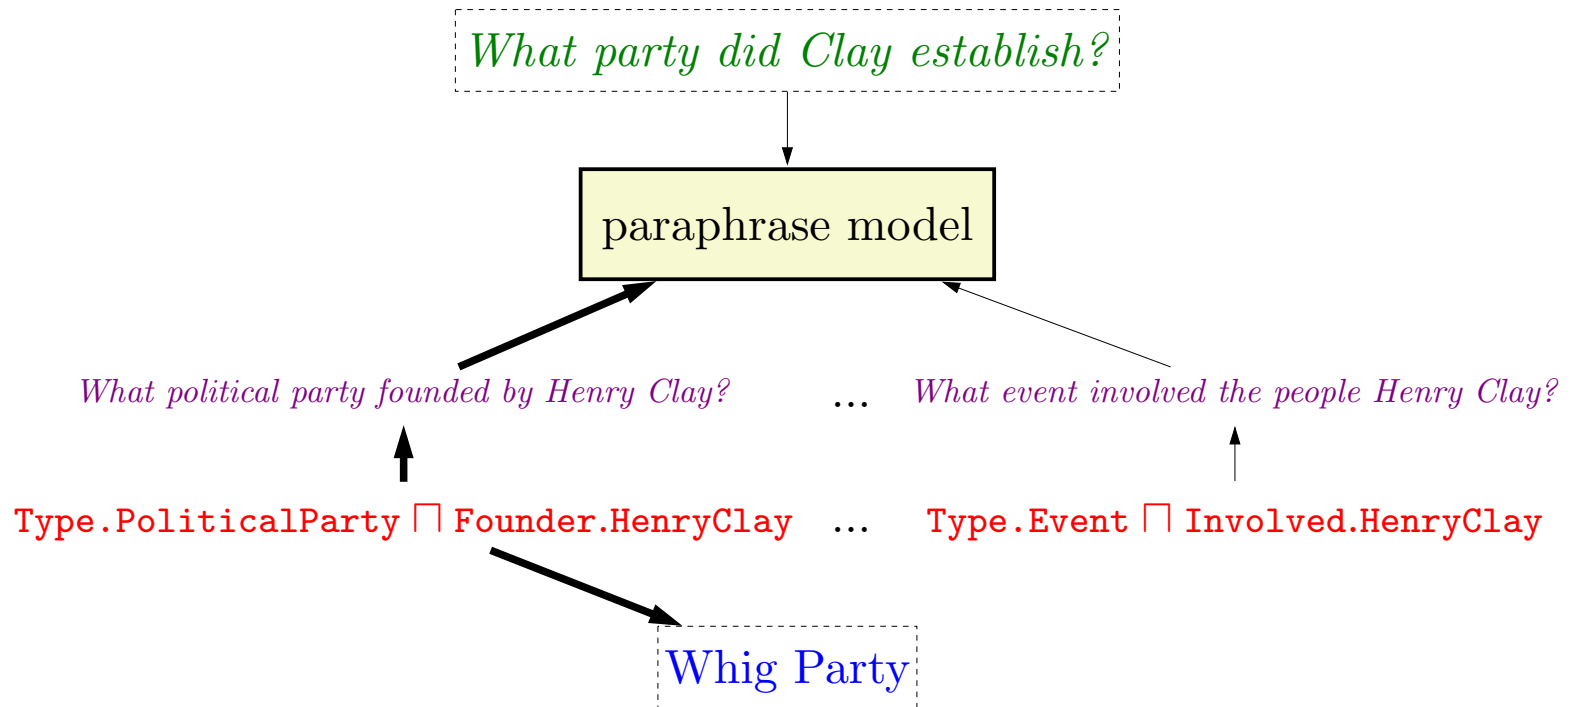 What party did Clay establish?
paraphrase model
What political party founded by Henry Clay? ... What event involved the people Henry Clay?
Type.PoliticalParty ⊓ Founder.HenryClay ... Type.Event ⊓ Involved.HenryClay
Whig Party